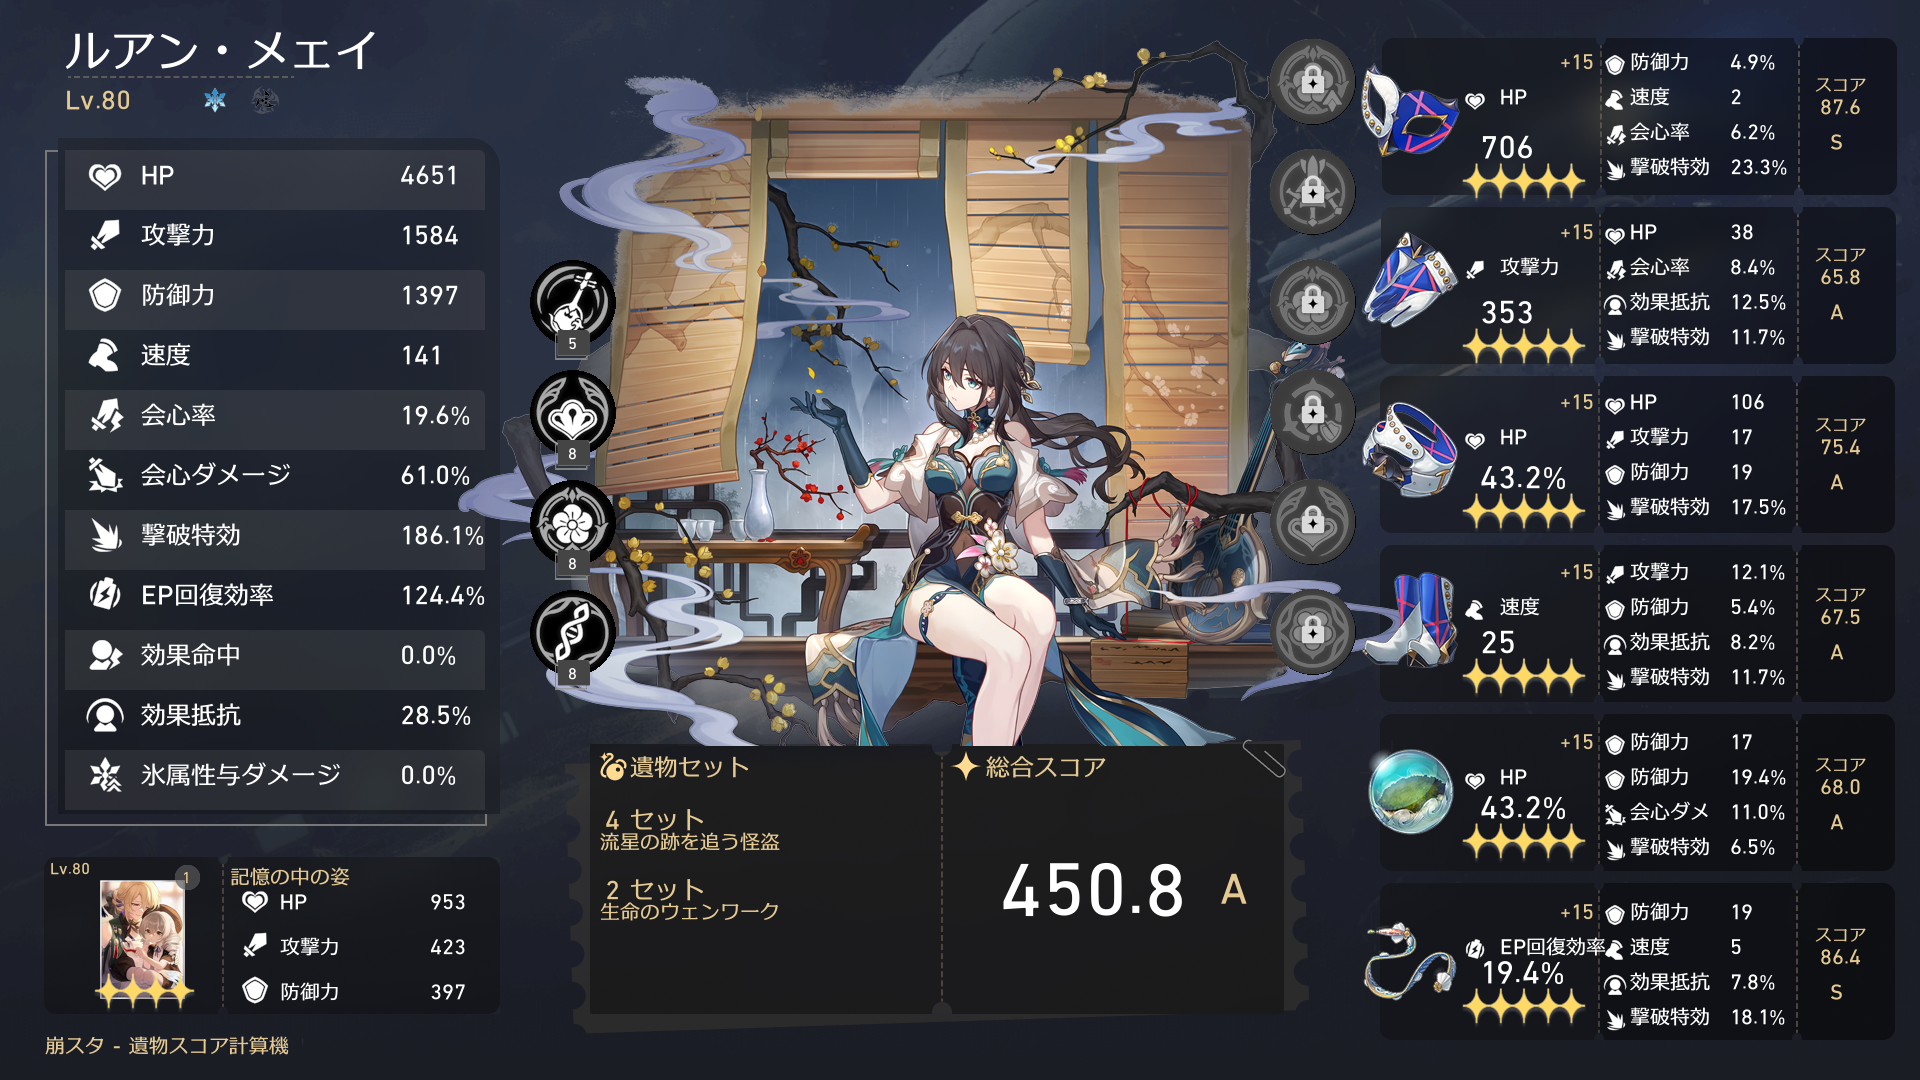 ルアン・メェイ
Lv.80
HP 4651
攻撃力 1584
防御力 1397
速度 141
会心率 19.6%
会心ダメージ 61.0%
撃破特効 186.1%
EP回復効率 124.4%
効果命中 0.0%
効果抵抗 28.5%
氷属性与ダメージ 0.0%
Lv.80
1
記憶の中の姿
HP 953
攻撃力 423
防御力 397
崩スタ - 遺物スコア計算機
5
8
8
8
遺物セット
4 セット
流星の跡を追う怪盗
2 セット
生命のウェンワーク
総合スコア
450.8 A
+15
HP
706
防御力 4.9%
速度 2
会心率 6.2%
撃破特効 23.3%
スコア
87.6
S
+15
攻撃力
353
HP 38
会心率 8.4%
効果抵抗 12.5%
撃破特効 11.7%
スコア
65.8
A
+15
HP
43.2%
HP 106
攻撃力 17
防御力 19
撃破特効 17.5%
スコア
75.4
A
+15
速度
25
攻撃力 12.1%
防御力 5.4%
効果抵抗 8.2%
撃破特効 11.7%
スコア
67.5
A
+15
HP
43.2%
防御力 17
防御力 19.4%
会心ダメ 11.0%
撃破特効 6.5%
スコア
68.0
A
+15
EP回復効率
19.4%
防御力 19
速度 5
効果抵抗 7.8%
撃破特効 18.1%
スコア
86.4
S